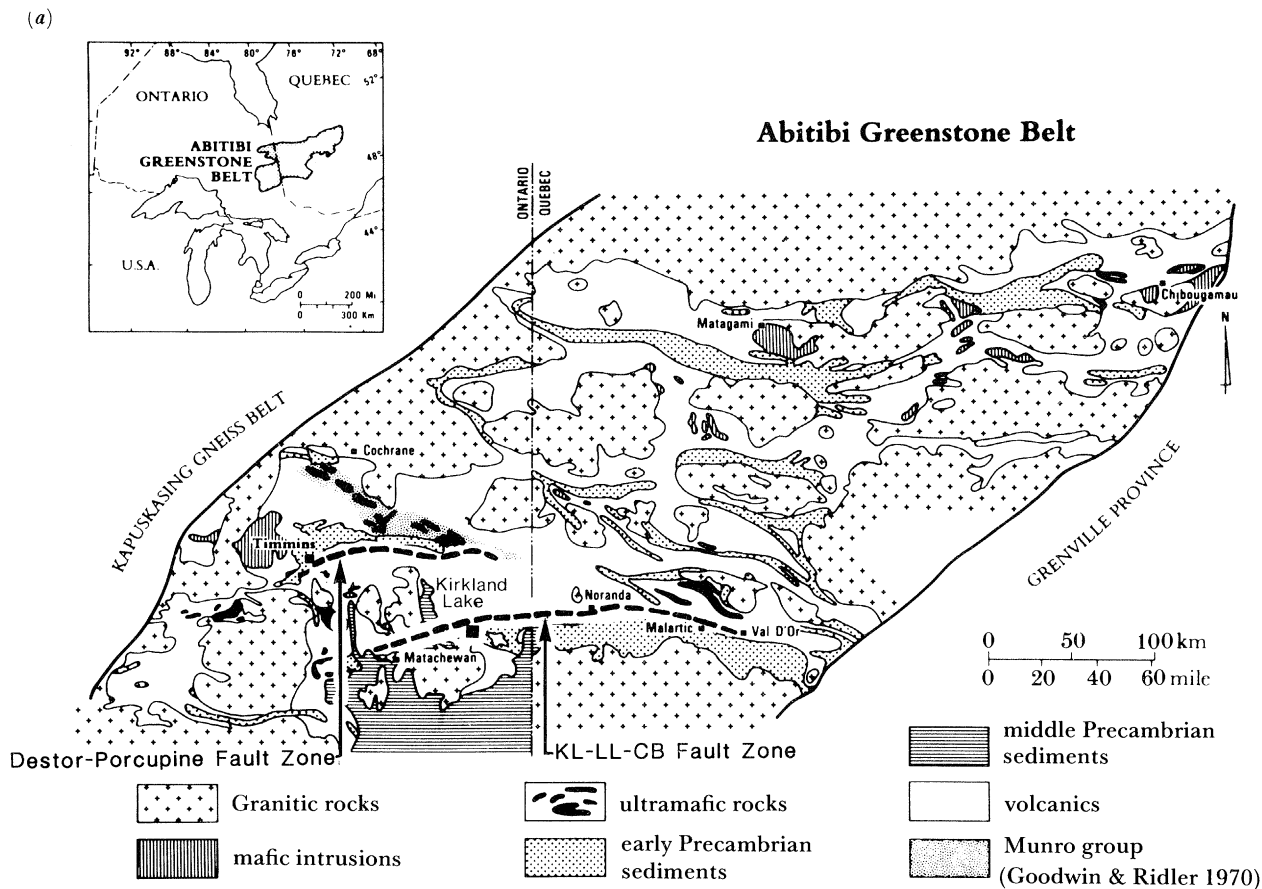 (a)
92° 88° 84° 80° 76° 72° 68°
QUEBEC
52°
ONTARIO
ABITIBI
GREENSTONE
BELT
48°
44°
U.S.A.
0 200 Mi
0 300 Km
Abitibi Greenstone Belt
ONTARIO
QUEBEC
Matagami
Chibougamau
N
KAPUSKASING GNEISS BELT
Cochrane
GRENVILLE PROVINCE
Timmins
Kirkland
Lake
Noranda
Malartic
Val D'Or
Matachewan
0 50 100 km
0 20 40 60 mile
Destor-Porcupine Fault Zone
KL-LL-CB Fault Zone
middle Precambrian
sediments
Granitic rocks
ultramafic rocks
volcanics
mafic intrusions
early Precambrian
sediments
Munro group
(Goodwin & Ridler 1970)